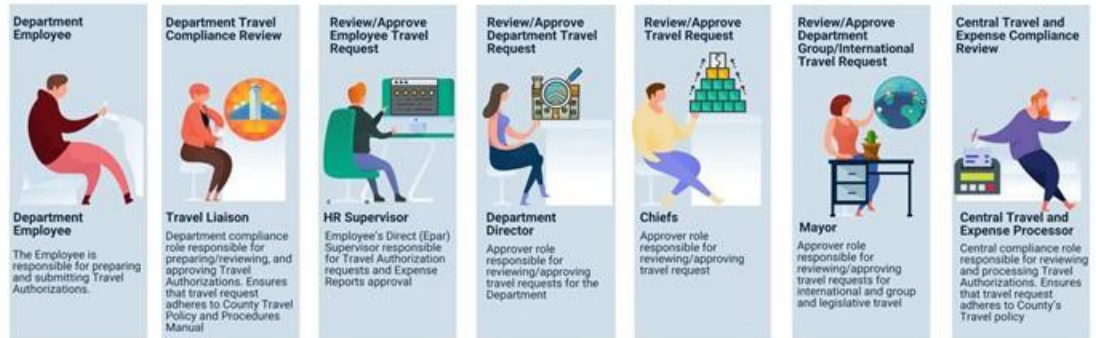 Department
Employee
Department
Employee
The Employee is
responsible for preparing
and submitting Travel
Authorizations.
Department Travel
Compliance Review
Travel Liaison
Department compliance
role responsible for
preparing/reviewing, and
approving Travel
Authorizations. Ensures
that travel request
adheres to County Travel
Policy and Procedures
Manual
Review/Approve
Employee Travel
Request
HR Supervisor
Employee's Direct (Epar)
Supervisor responsible
for Travel Authorization
requests and Expense
Reports approval
Review/Approve
Department Travel
Request
Department
Director
Approver role
responsible for
reviewing/approving
travel requests for the
Department
Review/Approve
Travel Request
$
Chiefs
Approver role
responsible for
reviewing/approving
travel request
Review/Approve
Department
Group/International
Travel Request
Mayor
Approver role
responsible for
reviewing/approving
travel requests for
international and group
and legislative travel
Central Travel and
Expense Compliance
Review
Central Travel and
Expense Processor
Central compliance role
responsible for reviewing
and processing Travel
Authorizations. Ensures
that travel request
adheres to County's
Travel policy